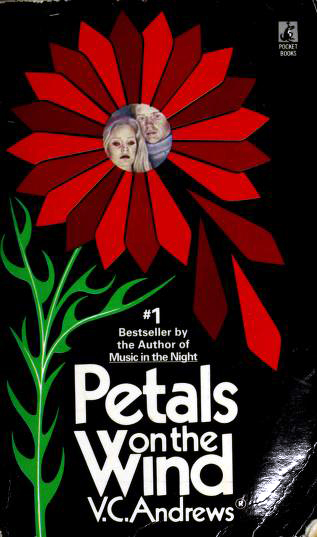 POCKET
BOOKS
#1
Bestseller by
the Author of
Music in the Night
Petals
on the
Wind
V.C. Andrews®